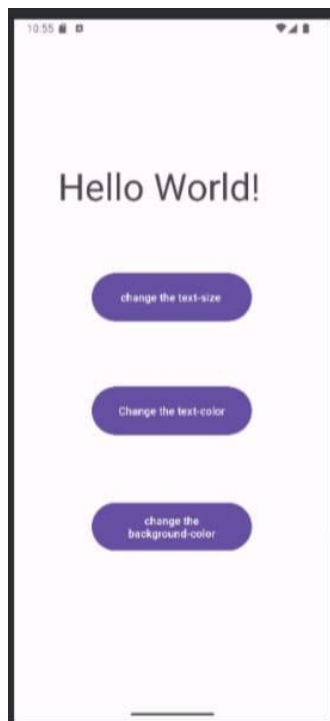 10:55
Hello World!
change the text-size
Change the text-color
change the
background-color